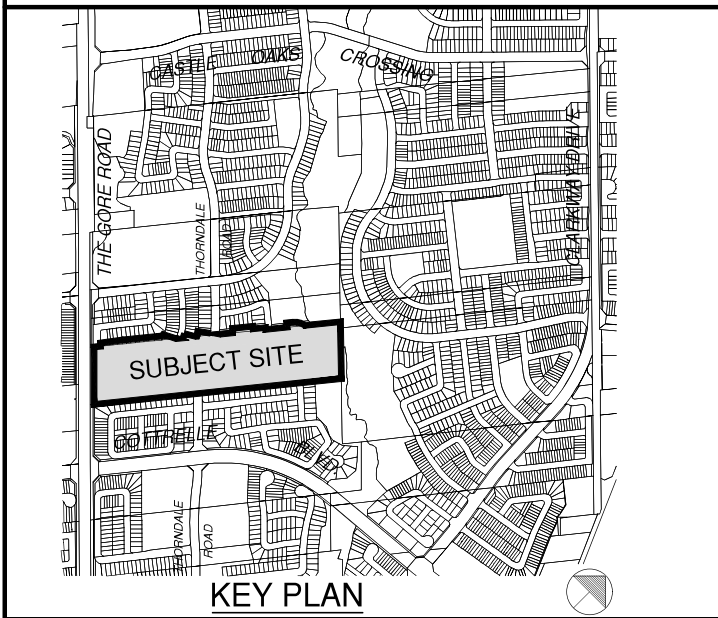 CASTLE OAKS CROSSING
THE GORE ROAD
CLARKWAY DRIVE
THORNDALE
ROAD
SUBJECT SITE
COTTRELLE BLVD.
THORNDALE
ROAD
KEY PLAN